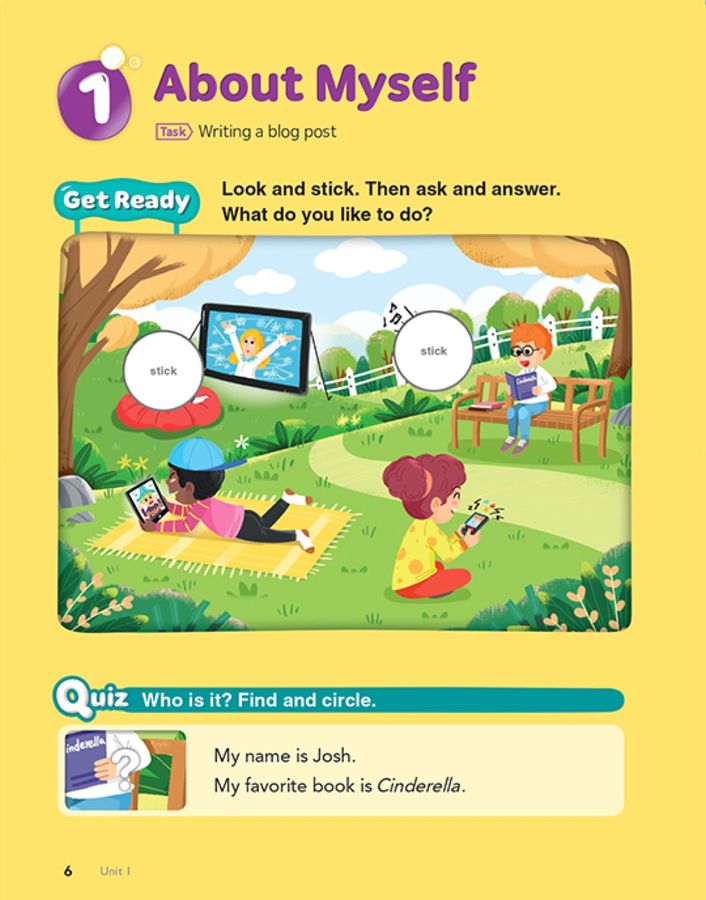 1
About Myself
Task Writing a blog post
Get Ready
Look and stick. Then ask and answer.
What do you like to do?
stick
stick
Cinderella
Quiz Who is it? Find and circle.
inderella
?
My name is Josh.
My favorite book is Cinderella.
6 Unit 1